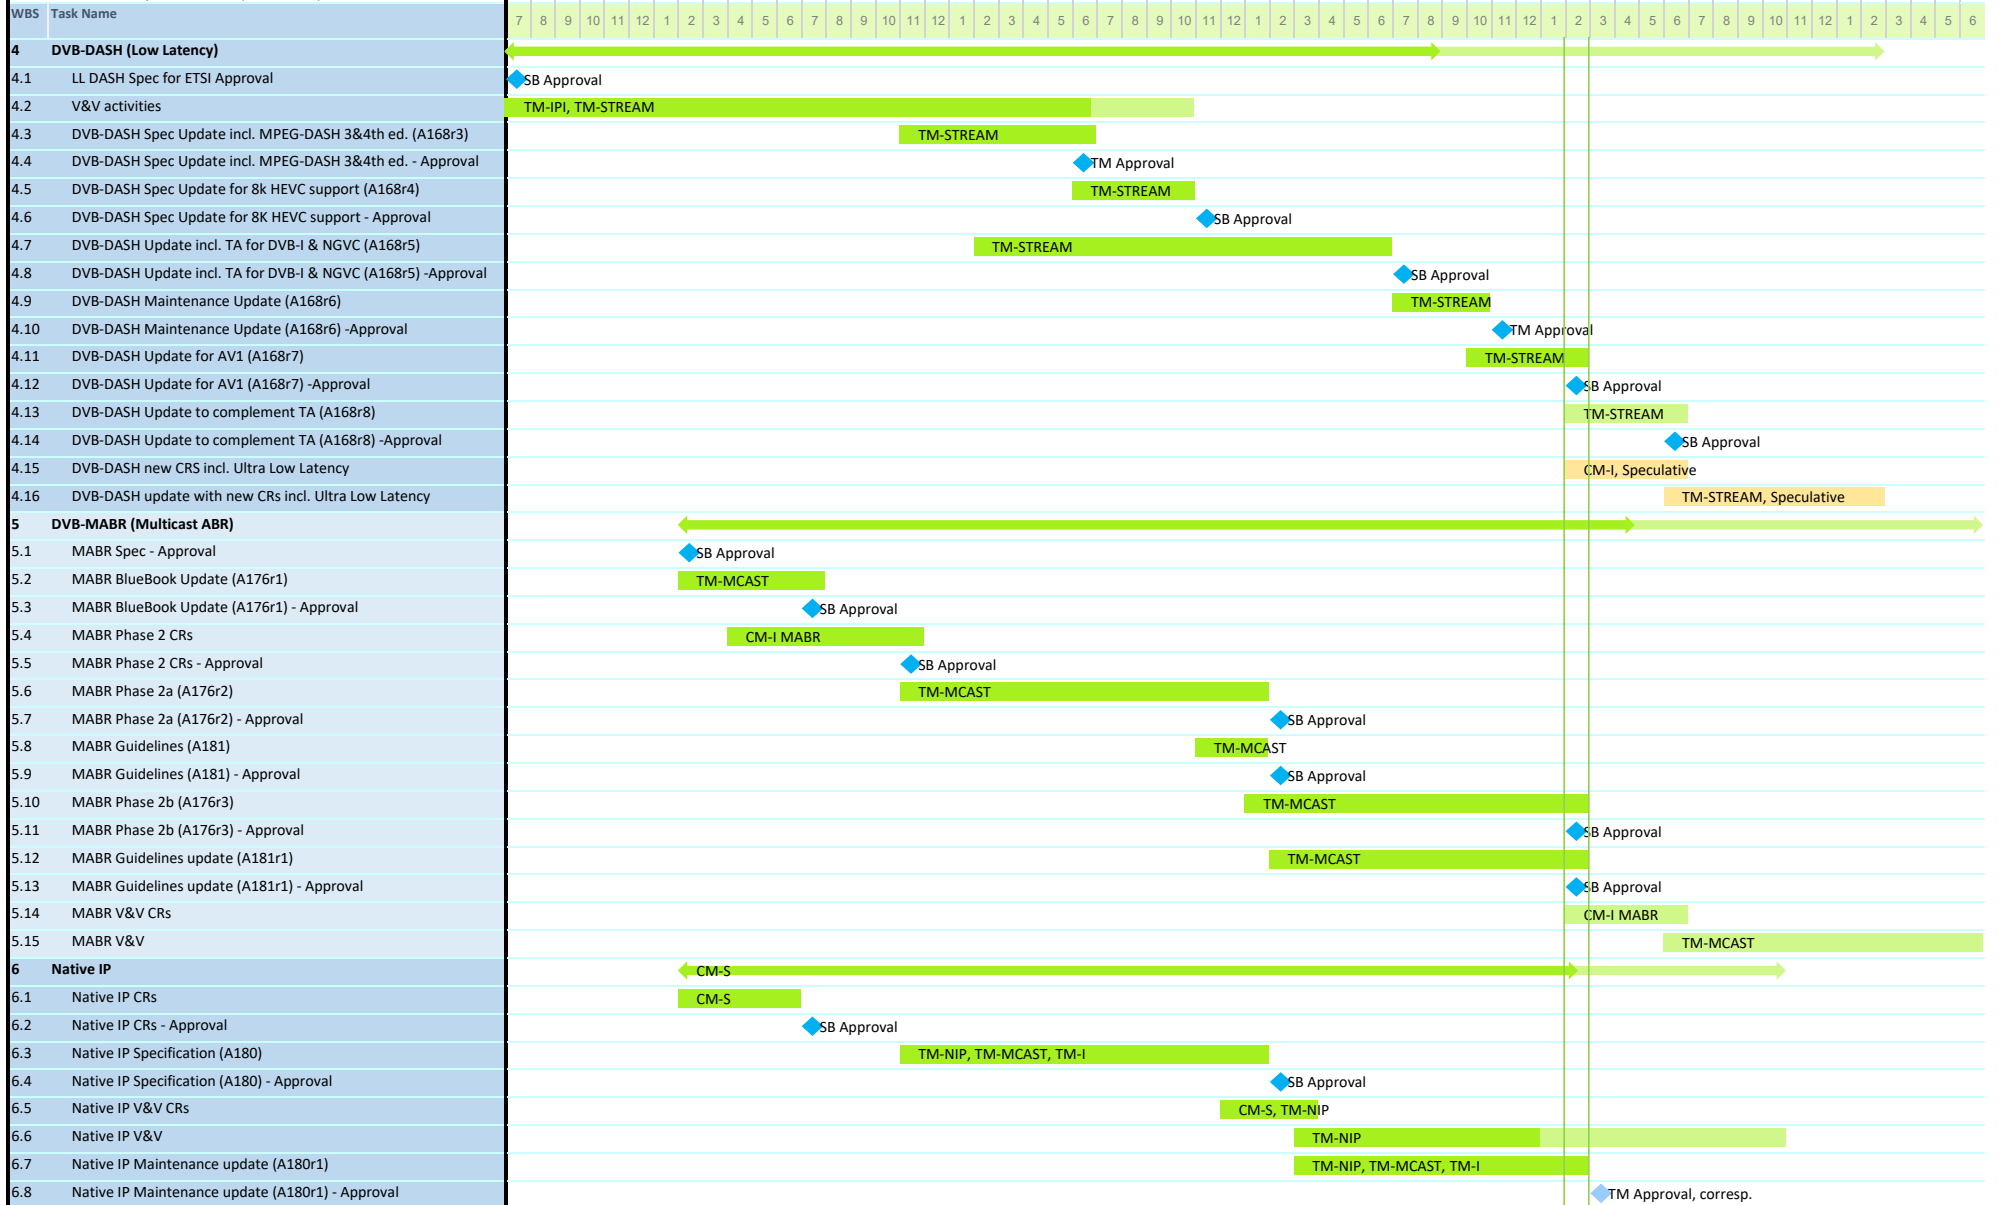 WBS Task Name 7 8 9 10 11 12 1 2 3 4 5 6 7 8 9 10 11 12 1 2 3 4 5 6 7 8 9 10 11 12 1 2 3 4 5 6 7 8 9 10 11 12 1 2 3 4 5 6 7 8 9 10 11 12 1 2 3 4 5 6
4 DVB-DASH (Low Latency)
4.1 LL DASH Spec for ETSI Approval SB Approval
4.2 V&V activities TM-IPI, TM-STREAM
4.3 DVB-DASH Spec Update incl. MPEG-DASH 3&4th ed. (A168r3) TM-STREAM
4.4 DVB-DASH Spec Update incl. MPEG-DASH 3&4th ed. - Approval TM Approval
4.5 DVB-DASH Spec Update for 8k HEVC support (A168r4) TM-STREAM
4.6 DVB-DASH Spec Update for 8K HEVC support - Approval SB Approval
4.7 DVB-DASH Update incl. TA for DVB-I & NGVC (A168r5) TM-STREAM
4.8 DVB-DASH Update incl. TA for DVB-I & NGVC (A168r5) -Approval SB Approval
4.9 DVB-DASH Maintenance Update (A168r6) TM-STREAM
4.10 DVB-DASH Maintenance Update (A168r6) -Approval TM Approval
4.11 DVB-DASH Update for AV1 (A168r7) TM-STREAM
4.12 DVB-DASH Update for AV1 (A168r7) -Approval SB Approval
4.13 DVB-DASH Update to complement TA (A168r8) TM-STREAM
4.14 DVB-DASH Update to complement TA (A168r8) -Approval SB Approval
4.15 DVB-DASH new CRS incl. Ultra Low Latency CM-I, Speculative
4.16 DVB-DASH update with new CRs incl. Ultra Low Latency TM-STREAM, Speculative
5 DVB-MABR (Multicast ABR)
5.1 MABR Spec - Approval SB Approval
5.2 MABR BlueBook Update (A176r1) TM-MCAST
5.3 MABR BlueBook Update (A176r1) - Approval SB Approval
5.4 MABR Phase 2 CRs CM-I MABR
5.5 MABR Phase 2 CRs - Approval SB Approval
5.6 MABR Phase 2a (A176r2) TM-MCAST
5.7 MABR Phase 2a (A176r2) - Approval SB Approval
5.8 MABR Guidelines (A181) TM-MCAST
5.9 MABR Guidelines (A181) - Approval SB Approval
5.10 MABR Phase 2b (A176r3) TM-MCAST
5.11 MABR Phase 2b (A176r3) - Approval SB Approval
5.12 MABR Guidelines update (A181r1) TM-MCAST
5.13 MABR Guidelines update (A181r1) - Approval SB Approval
5.14 MABR V&V CRs CM-I MABR
5.15 MABR V&V TM-MCAST
6 Native IP CM-S
6.1 Native IP CRs CM-S
6.2 Native IP CRs - Approval SB Approval
6.3 Native IP Specification (A180) TM-NIP, TM-MCAST, TM-I
6.4 Native IP Specification (A180) - Approval SB Approval
6.5 Native IP V&V CRs CM-S, TM-NIP
6.6 Native IP V&V TM-NIP
6.7 Native IP Maintenance update (A180r1) TM-NIP, TM-MCAST, TM-I
6.8 Native IP Maintenance update (A180r1) - Approval TM Approval, corresp.